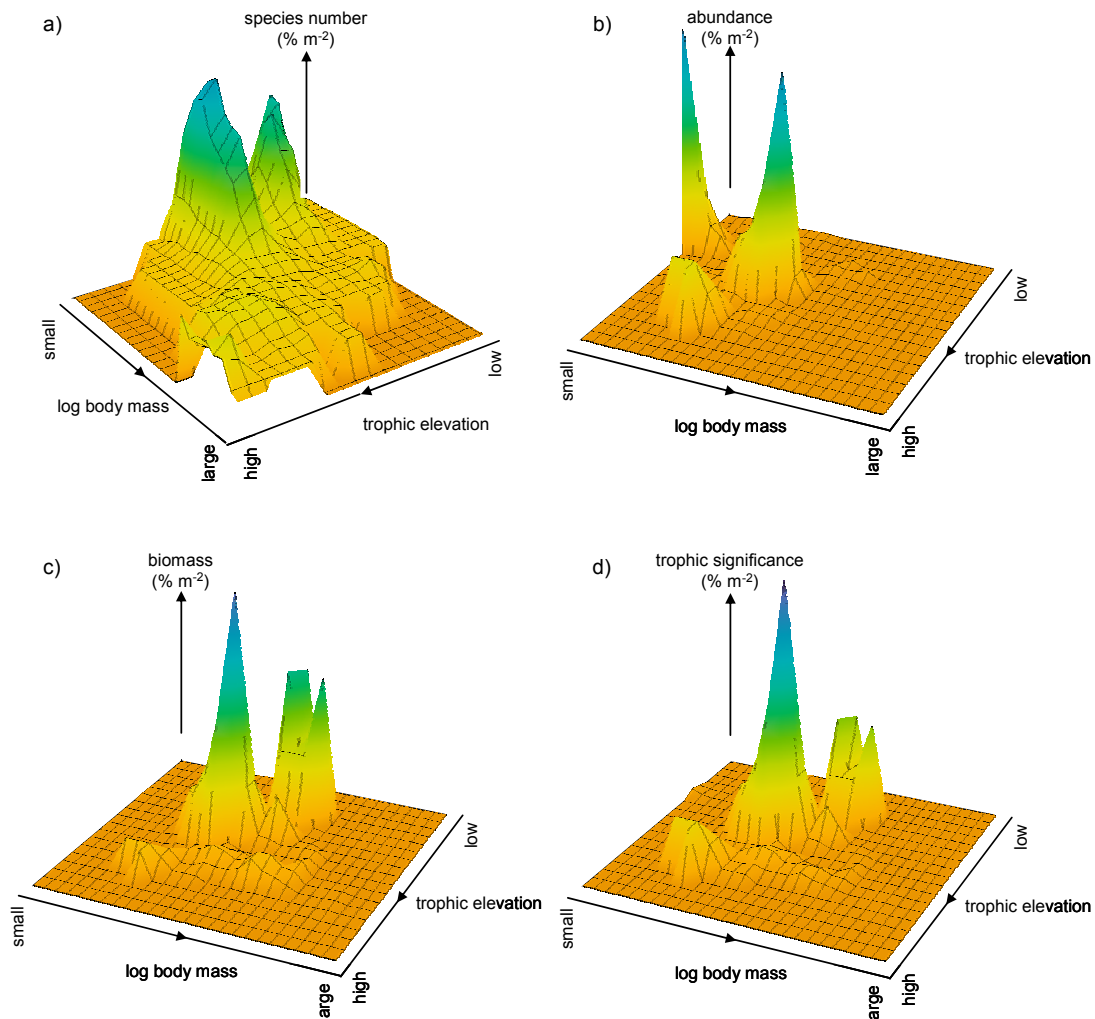 a)
species number
(% m-2)
small
log body mass
large
high
trophic elevation
low
b)
abundance
(% m-2)
small
log body mass
large
high
trophic elevation
low
c)
biomass
(% m-2)
small
log body mass
arge
high
trophic elevation
low
d)
trophic significance
(% m-2)
small
log body mass
large
high
trophic elevation
low